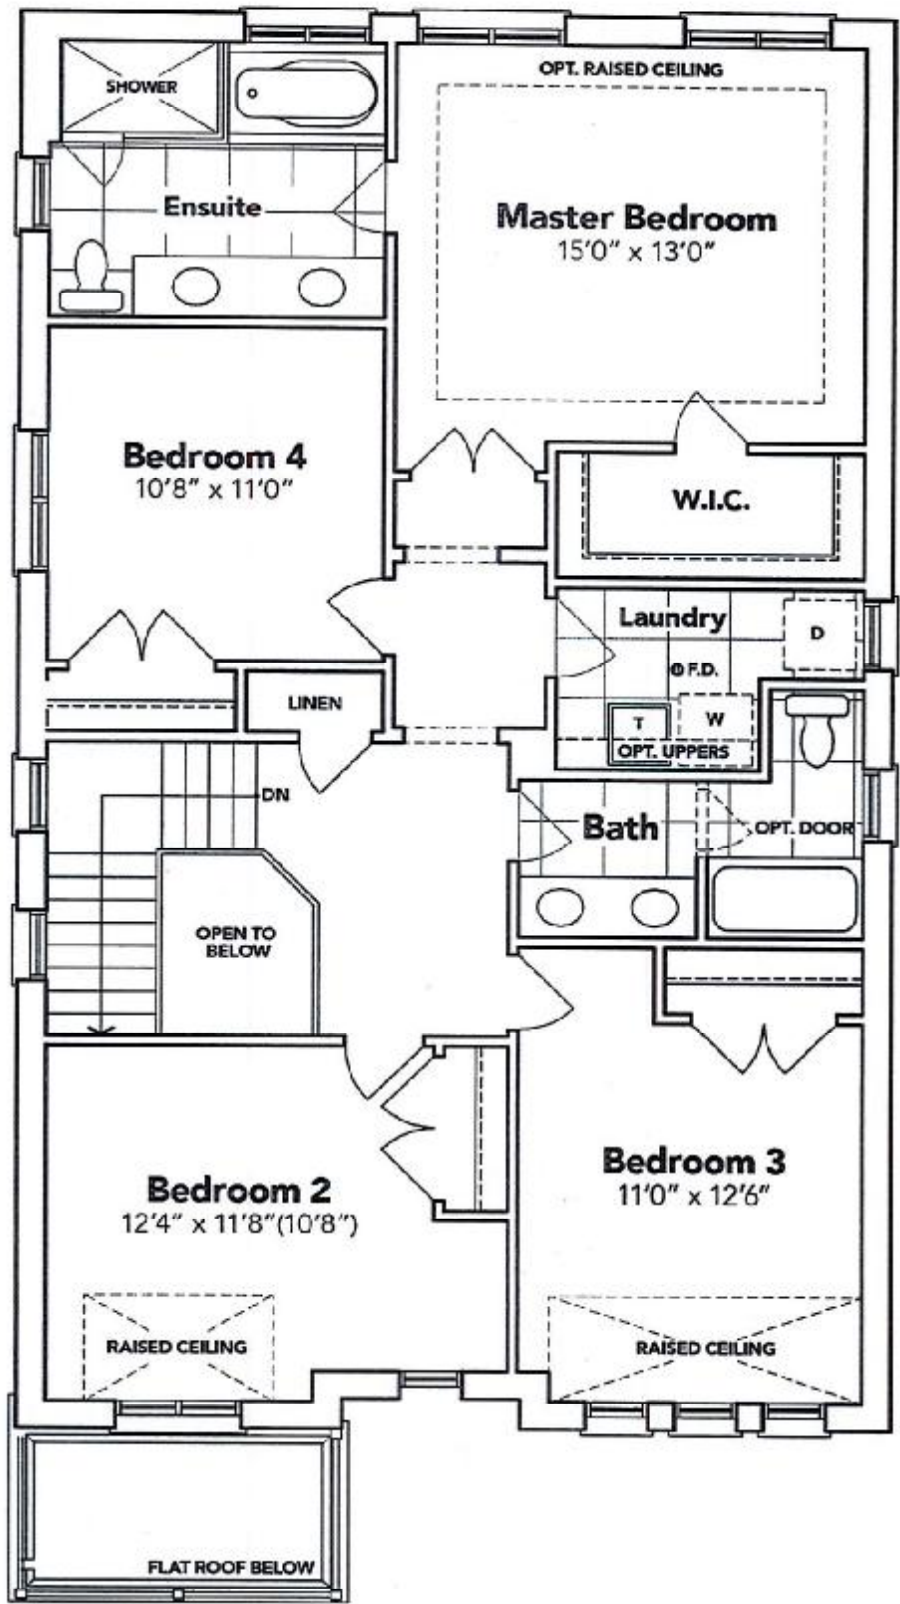 OPT. RAISED CEILING
SHOWER
Ensuite
Master Bedroom
15'0" x 13'0"
Bedroom 4
10'8" x 11'0"
W.I.C.
Laundry
D
F.D.
LINEN
T
W
OPT. UPPERS
DN
Bath
OPT. DOOR
OPEN TO
BELOW
Bedroom 3
11'0" x 12'6"
Bedroom 2
12'4" x 11'8"(10'8")
RAISED CEILING
RAISED CEILING
FLAT ROOF BELOW